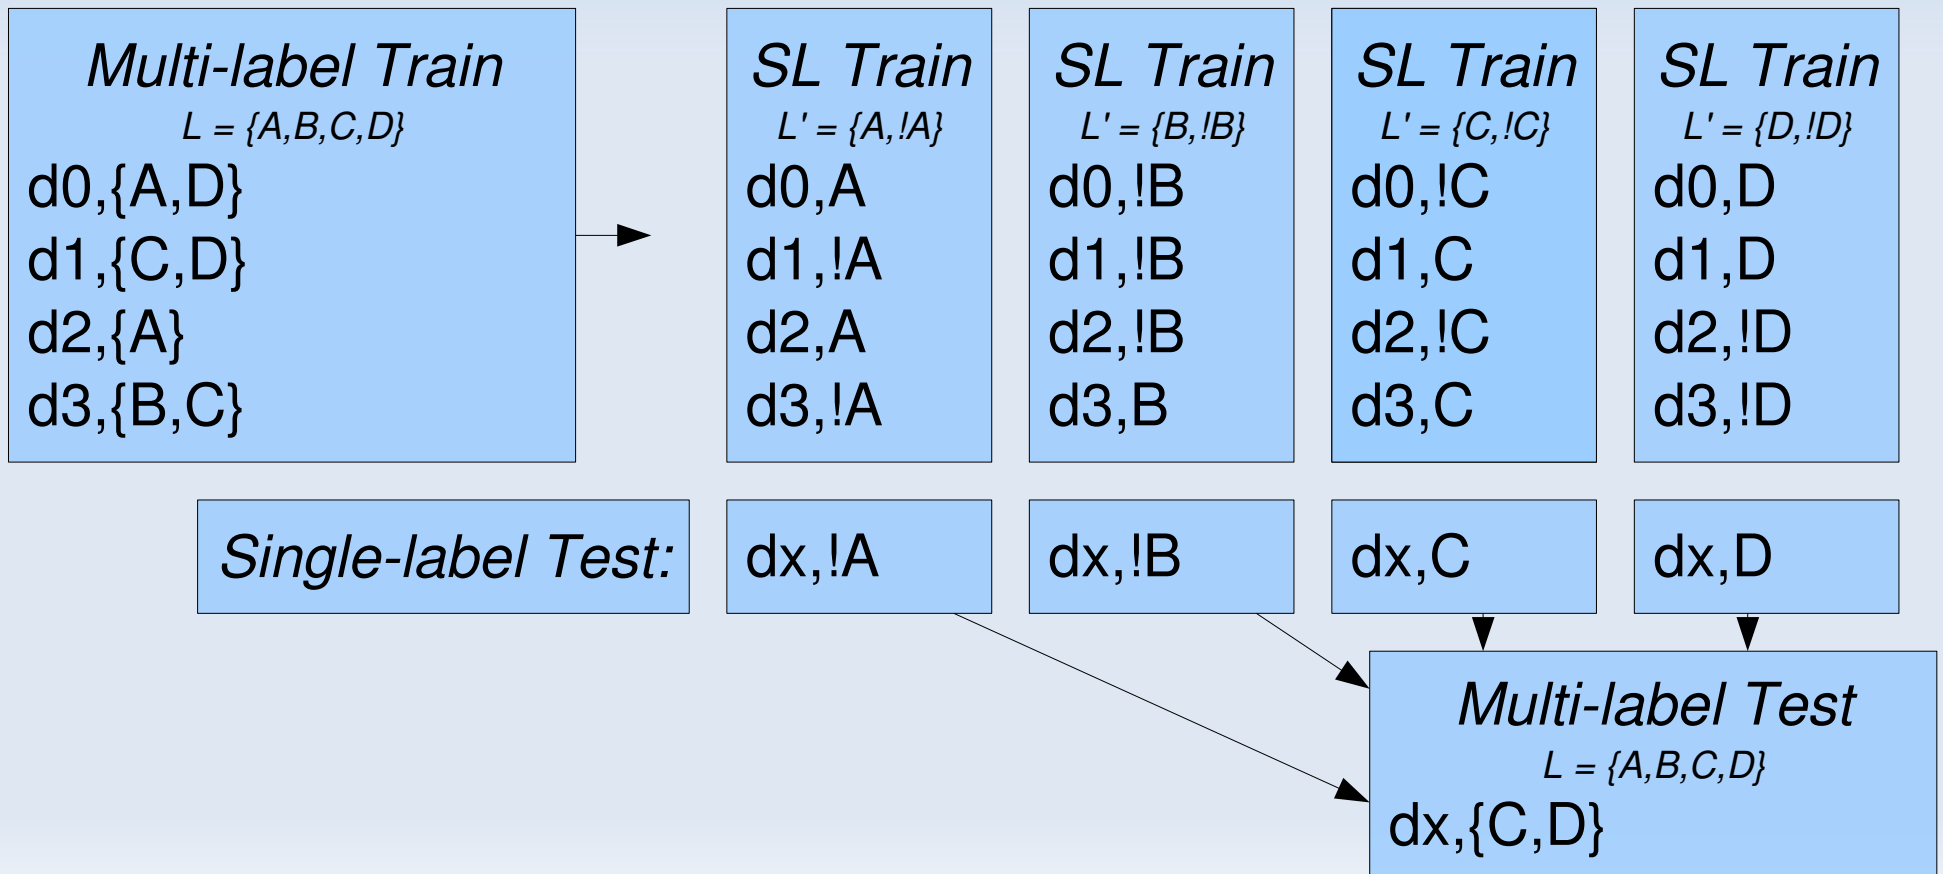 Multi-label Train
L = {A,B,C,D}
d0,{A,D}
d1,{C,D}
d2,{A}
d3,{B,C}
SL Train
L' = {A,!A}
d0,A
d1,!A
d2,A
d3,!A
SL Train
L' = {B,!B}
d0,!B
d1,!B
d2,!B
d3,B
SL Train
L' = {C,!C}
d0,!C
d1,C
d2,!C
d3,C
SL Train
L' = {D,!D}
d0,D
d1,D
d2,!D
d3,!D
Single-label Test:
dx,!A
dx,!B
dx,C
dx,D
Multi-label Test
L = {A,B,C,D}
dx,{C,D}